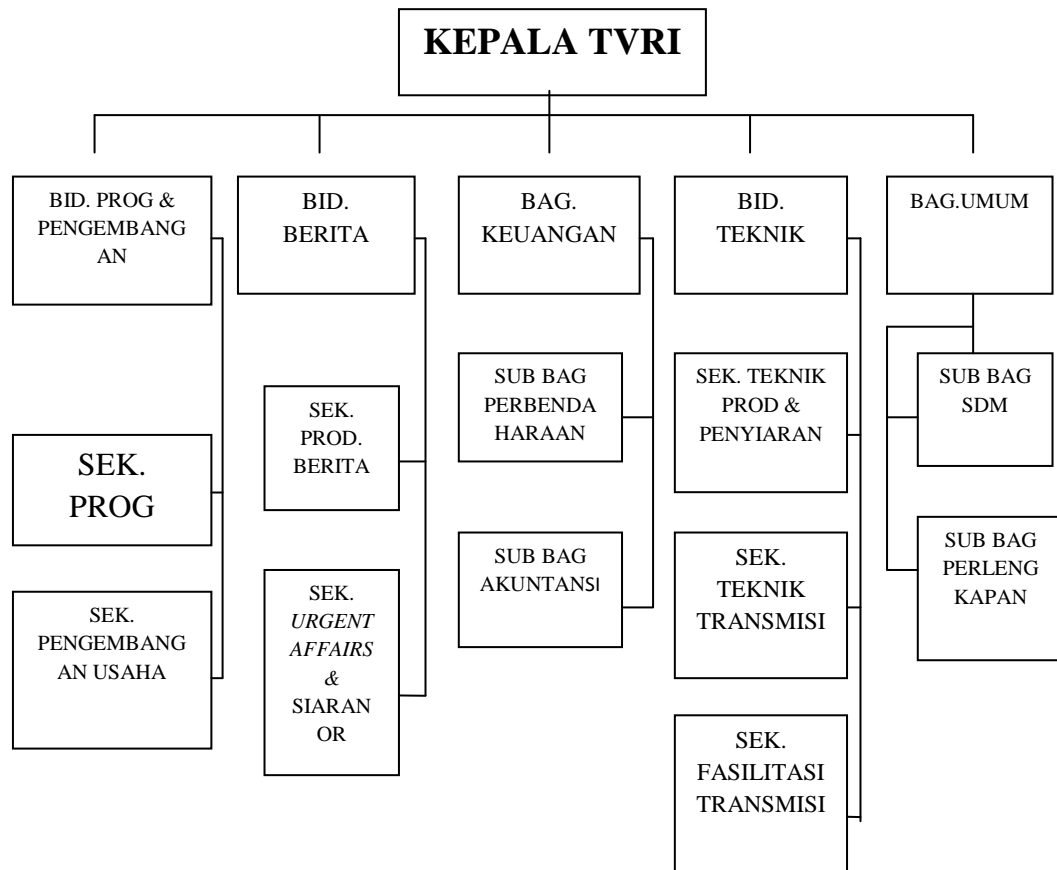 KEPALA TVRI
BID. PROG &
PENGEMBANG
AN
BID.
BERITA
BAG.
KEUANGAN
BID.
TEKNIK
BAG.UMUM
SEK.
PROG
SEK.
PENGEMBANG
AN USAHA
SEK.
PROD.
BERITA
SEK.
URGENT
AFFAIRS
&
SIARAN
OR
SUB BAG
PERBENDA
HARAAN
SUB BAG
AKUNTANSI
SEK. TEKNIK
PROD &
PENYIARAN
SEK.
TEKNIK
TRANSMISI
SEK.
FASILITASI
TRANSMISI
SUB BAG
SDM
SUB BAG
PERLENG
KAPAN